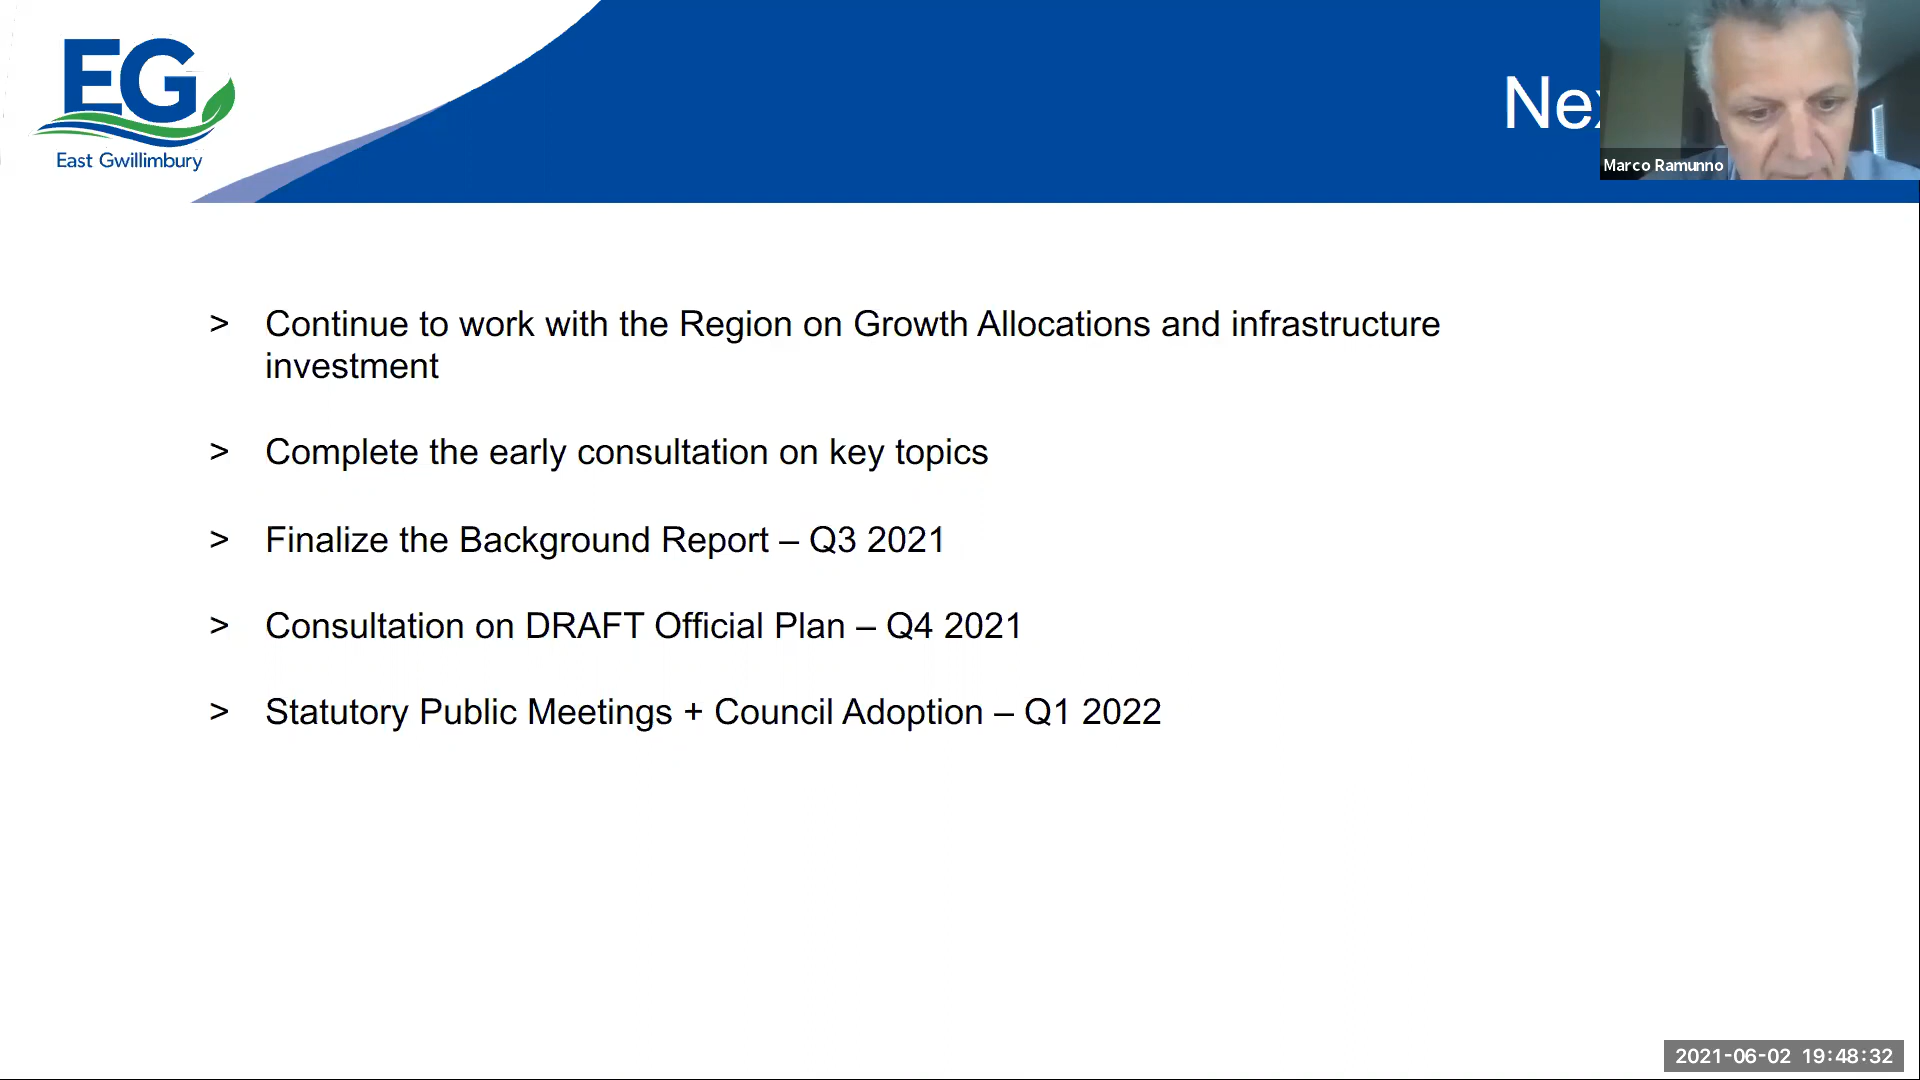 EG
East Gwillimbury
Marco Ramunno
> Continue to work with the Region on Growth Allocations and infrastructure
investment
> Complete the early consultation on key topics
> Finalize the Background Report – Q3 2021
> Consultation on DRAFT Official Plan – Q4 2021
> Statutory Public Meetings + Council Adoption – Q1 2022
2021-06-02 19:48:32